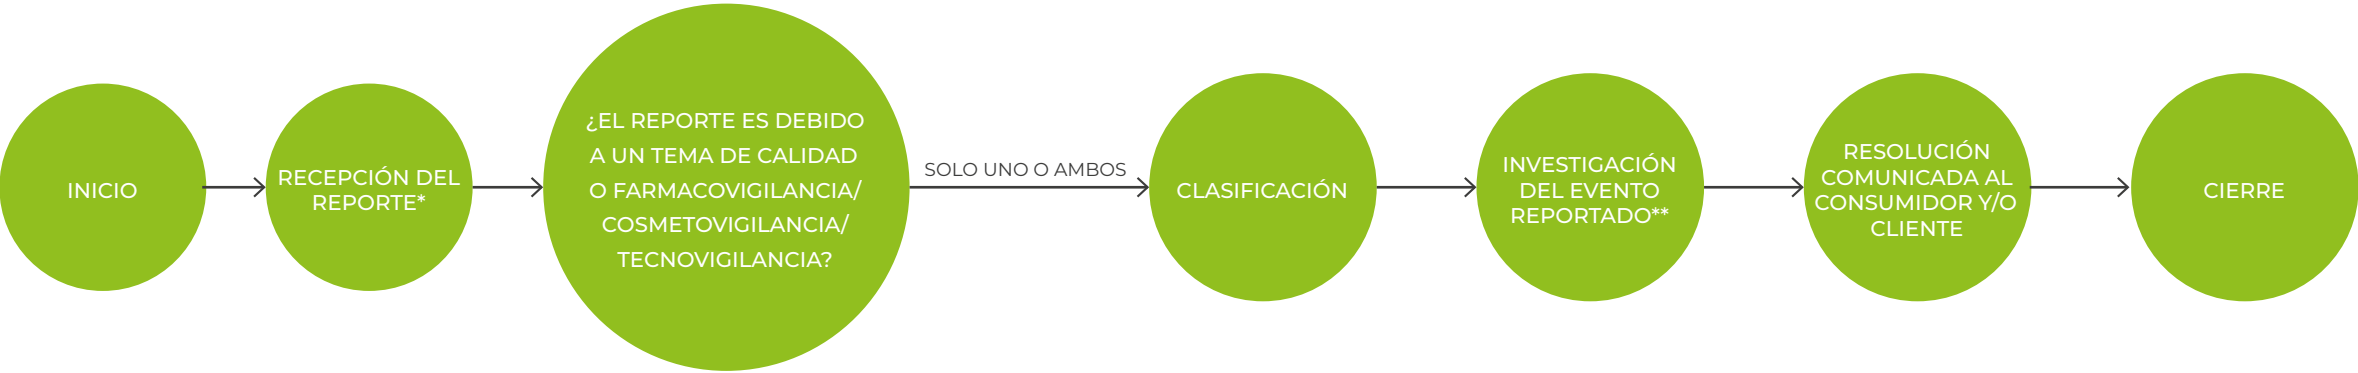 INICIO
RECEPCIÓN DEL
REPORTE*
¿EL REPORTE ES DEBIDO
A UN TEMA DE CALIDAD
O FARMACOVIGILANCIA/
COSMETOVIGILANCIA/
TECNOVIGILANCIA?
SOLO UNO O AMBOS
CLASIFICACIÓN
INVESTIGACIÓN
DEL EVENTO
REPORTADO**
RESOLUCIÓN
COMUNICADA AL
CONSUMIDOR Y/O
CLIENTE
CIERRE